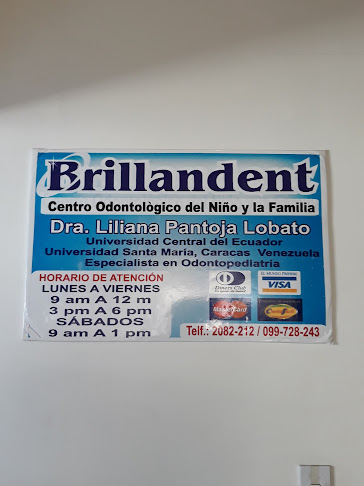 Brillandent
Centro Odontològico del Niño y la Familia
Dra. Liliana Pantoja Lobato
Universidad Central del Ecuador
Universidad Santa Maria, Caracas Venezuela
Especialista en Odontopediatría
HORARIO DE ATENCIÓN
LUNES A VIERNES
9 am A 12 m
3 pm A 6 pm
SÁBADOS
9 am A 1 pm
Diners Club
VISA
MasterCard
Telf.: 2082-212 / 099-728-243